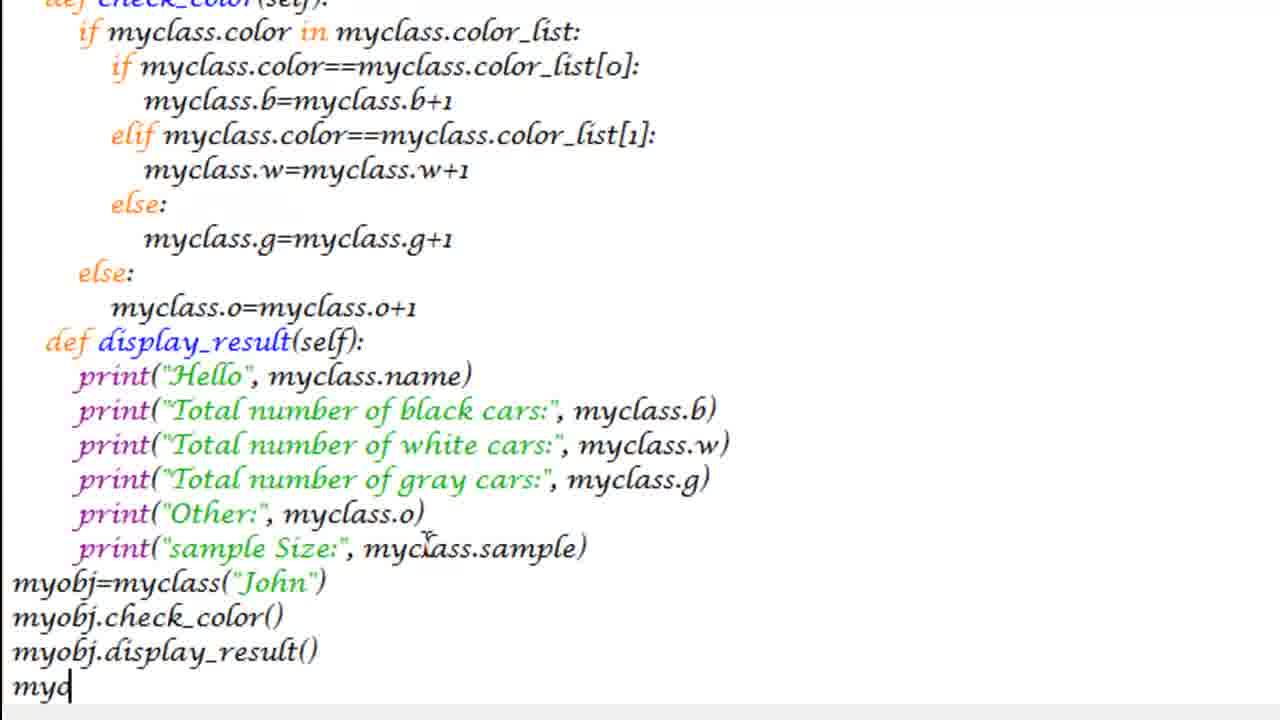 def check_color(self):
if myclass.color in myclass.color_list:
if myclass.color==myclass.color_list[0]:
myclass.b=myclass.b+1
elif myclass.color==myclass.color_list[1]:
myclass.w=myclass.w+1
else:
myclass.g=myclass.g+1
else:
myclass.o=myclass.o+1
def display_result(self):
print("Hello", myclass.name)
print("Total number of black cars:", myclass.b)
print("Total number of white cars:", myclass.w)
print("Total number of gray cars:", myclass.g)
print("Other:", myclass.o)
print("sample Size:", myclass.sample)
myobj=myclass("John")
myobj.check_color()
myobj.display_result()
myc